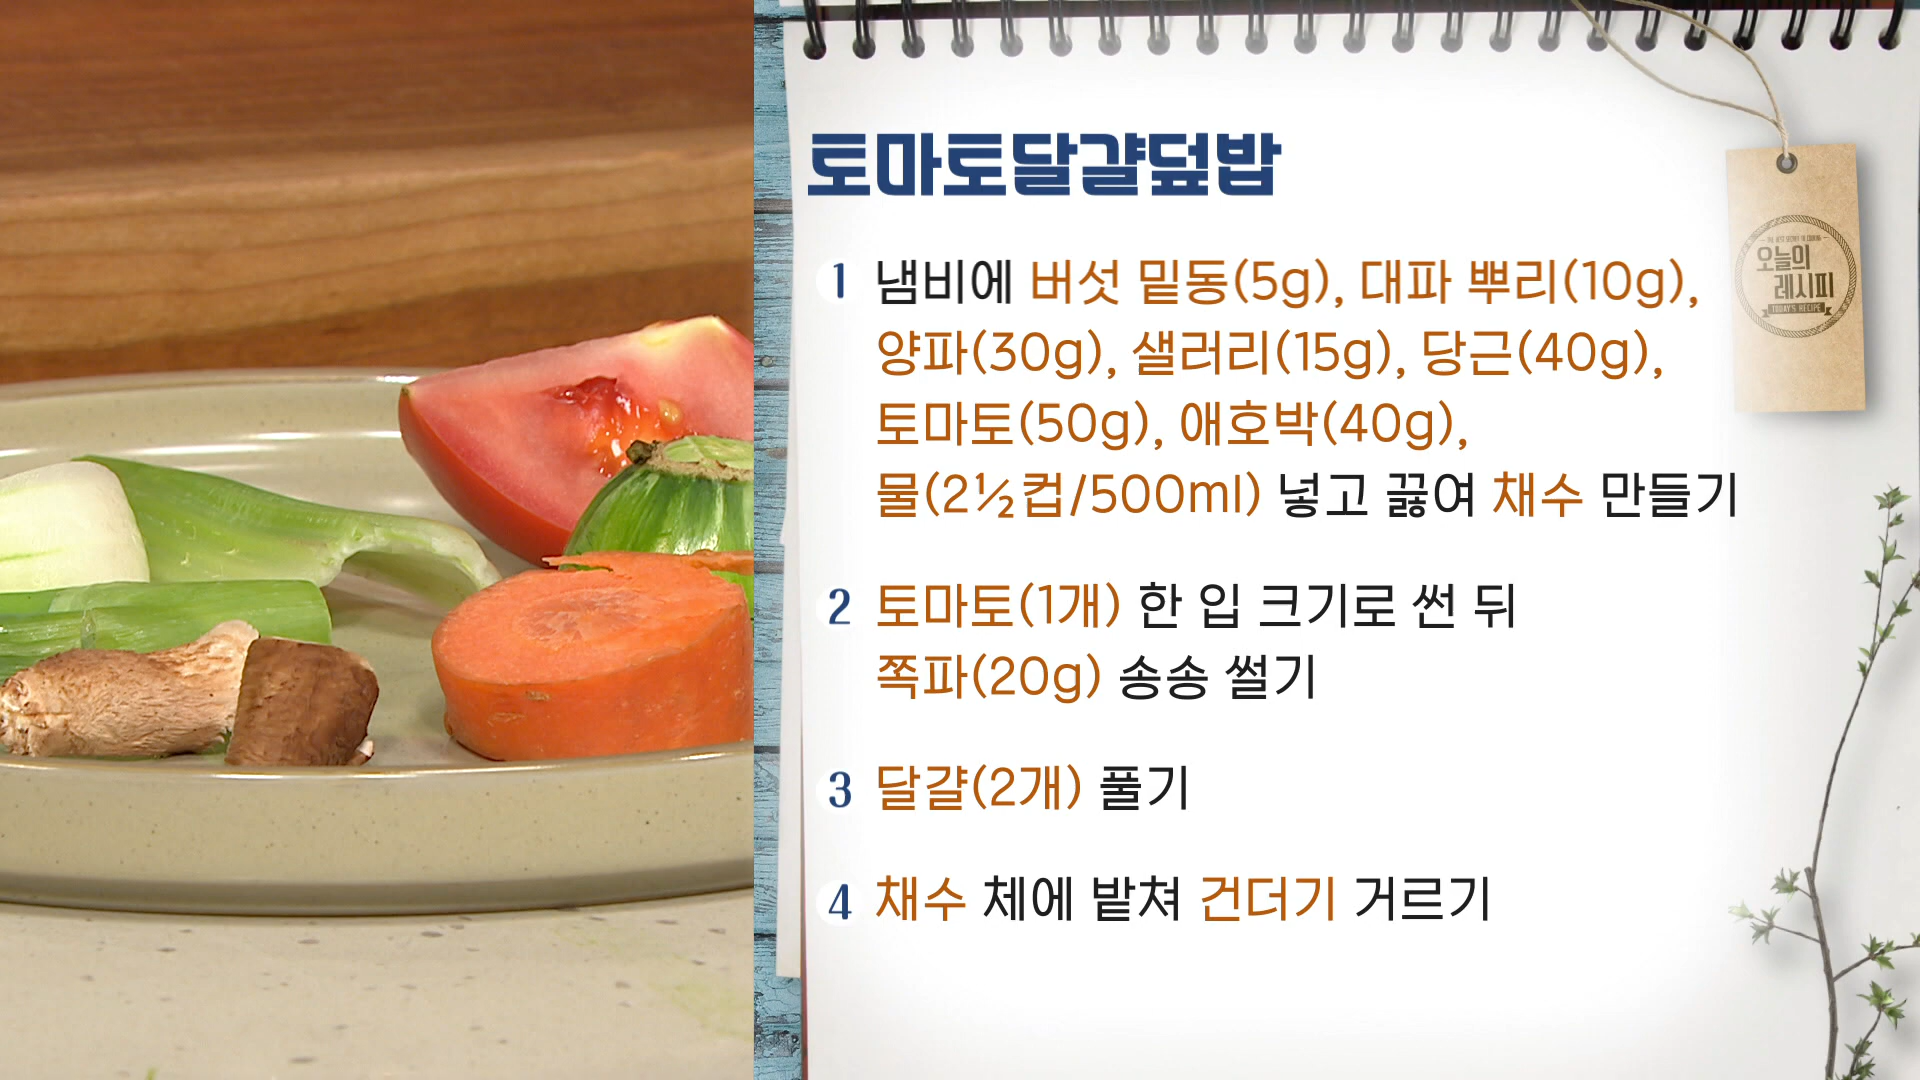 토마토달걀덮밥
1 냄비에 버섯 밑동(5g), 대파 뿌리(10g),
양파(30g), 샐러리(15g), 당근(40g),
토마토(50g), 애호박(40g),
물(2½컵/500ml) 넣고 끓여 채수 만들기
2 토마토(1개) 한 입 크기로 썬 뒤
쪽파(20g) 송송 썰기
3 달걀(2개) 풀기
4 채수 체에 밭쳐 건더기 거르기
오늘의
레시피
TODAY'S RECIPE